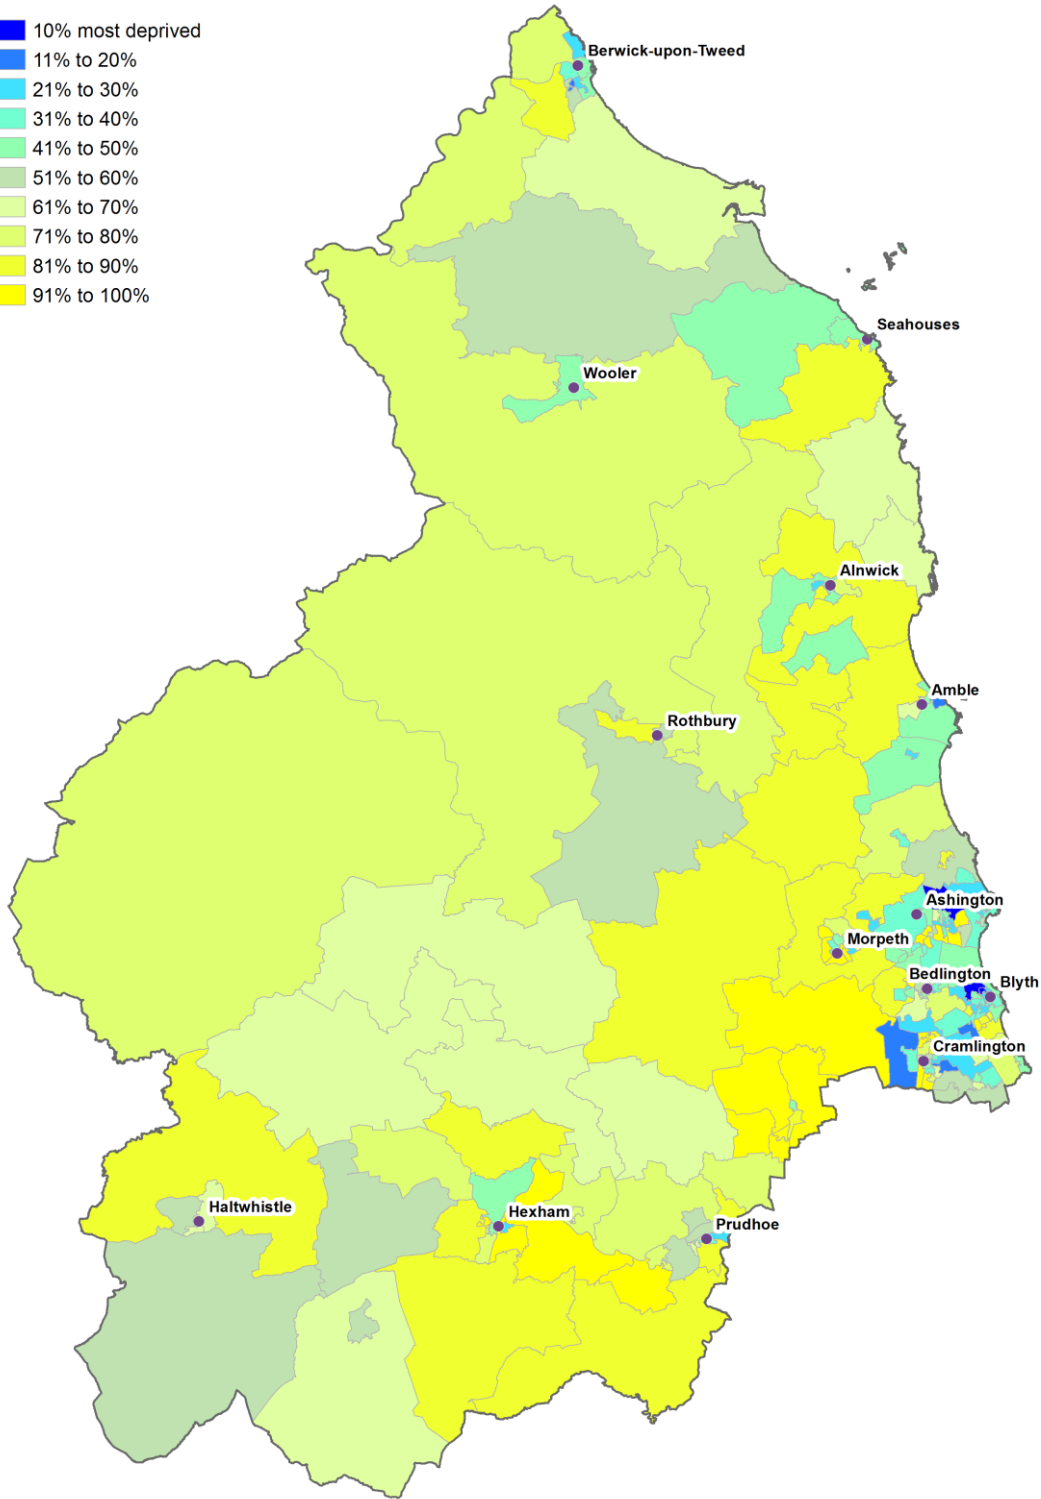 10% most deprived
11% to 20%
21% to 30%
31% to 40%
41% to 50%
51% to 60%
61% to 70%
71% to 80%
81% to 90%
91% to 100%
Berwick-upon-Tweed
Seahouses
Wooler
Alnwick
Amble
Rothbury
Ashington
Morpeth
Bedlington
Blyth
Cramlington
Haltwhistle
Hexham
Prudhoe